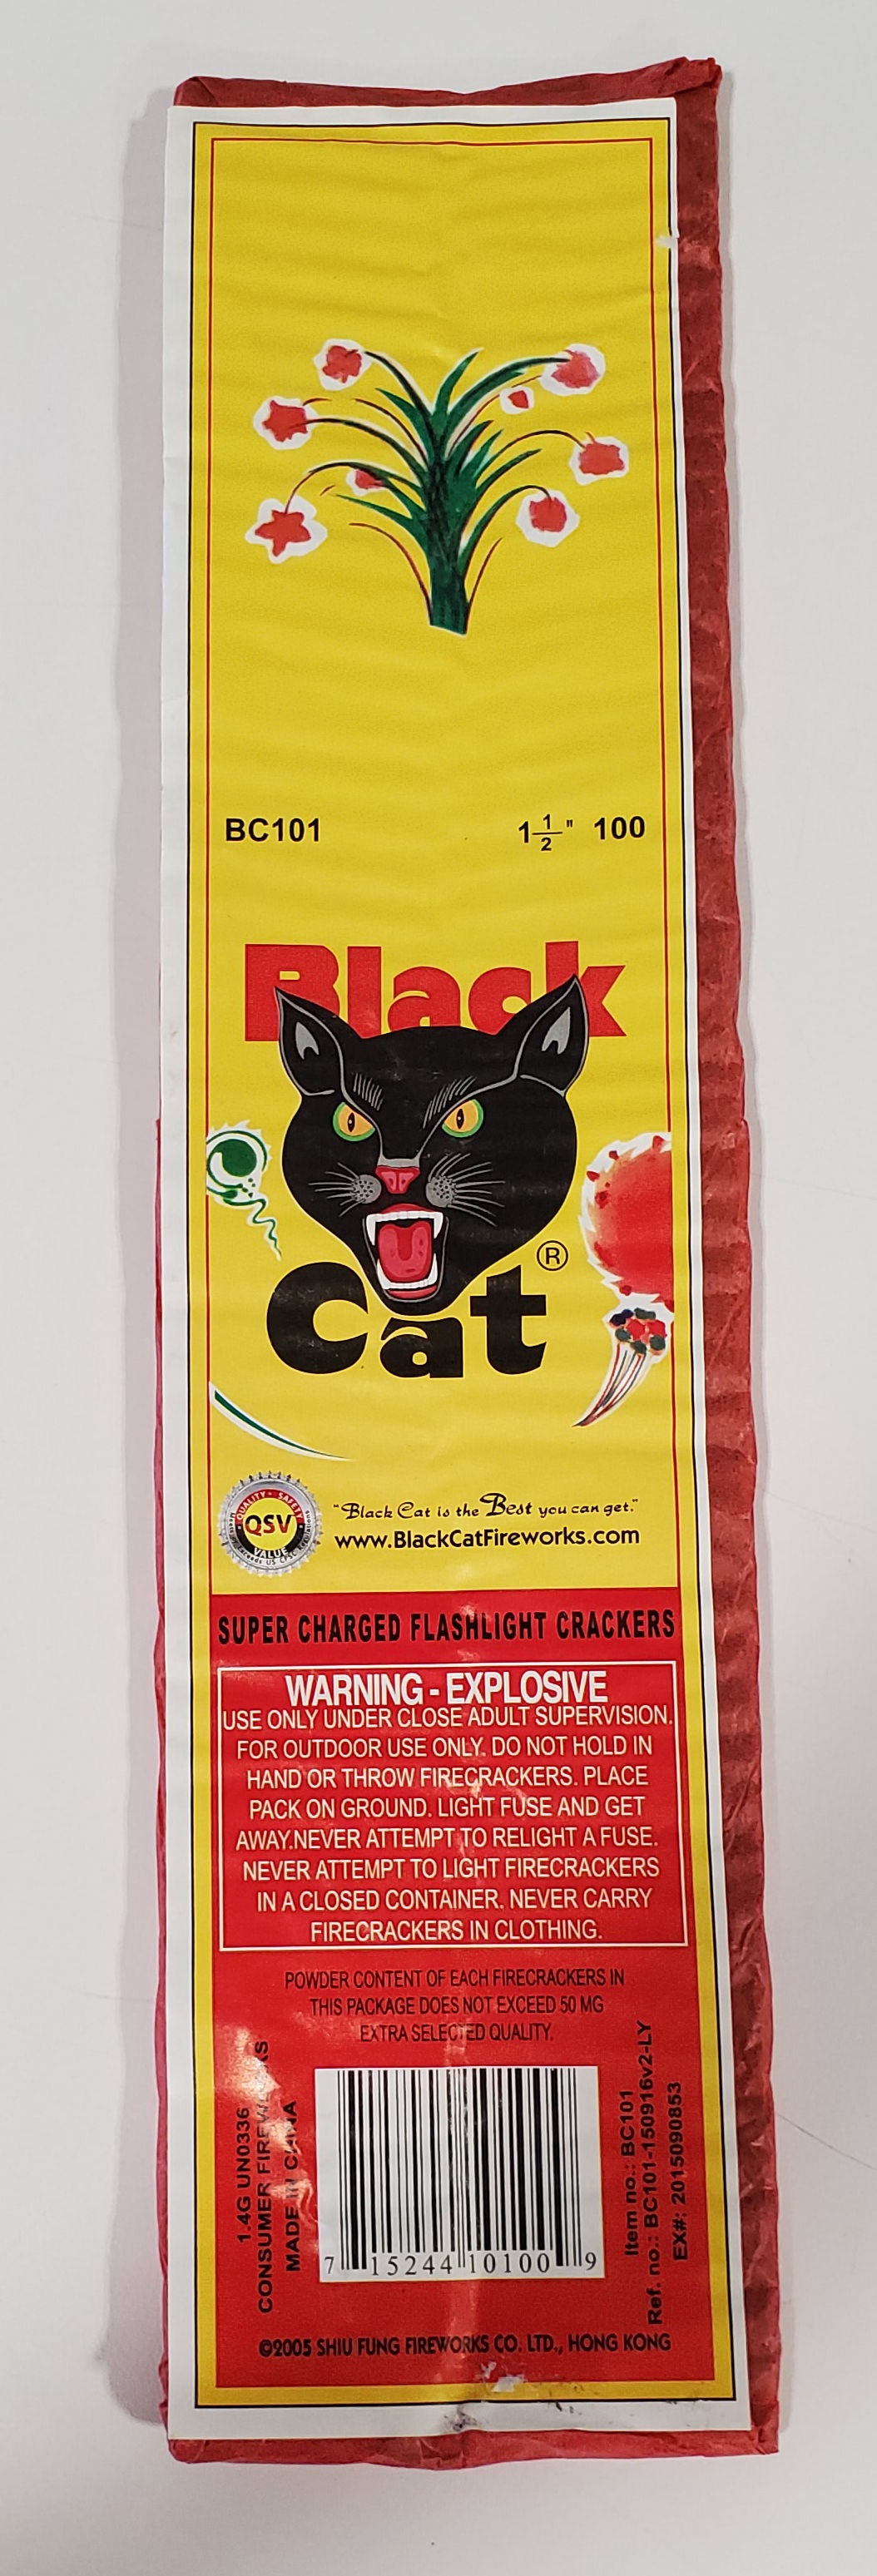 BC101 1 1/2" 100
Black
Cat®
QUALITY • SAFETY
QSV
VALUE
"Black Cat is the Best you can get."
www.BlackCatFireworks.com
SUPER CHARGED FLASHLIGHT CRACKERS
WARNING - EXPLOSIVE
USE ONLY UNDER CLOSE ADULT SUPERVISION.
FOR OUTDOOR USE ONLY. DO NOT HOLD IN
HAND OR THROW FIRECRACKERS. PLACE
PACK ON GROUND. LIGHT FUSE AND GET
AWAY.NEVER ATTEMPT TO RELIGHT A FUSE.
NEVER ATTEMPT TO LIGHT FIRECRACKERS
IN A CLOSED CONTAINER. NEVER CARRY
FIRECRACKERS IN CLOTHING.
POWDER CONTENT OF EACH FIRECRACKERS IN
THIS PACKAGE DOES NOT EXCEED 50 MG
EXTRA SELECTED QUALITY.
1.4G UN0336
CONSUMER FIREWORKS
MADE IN CHINA
7 15244 10100 9
Item no.: BC101
Ref. no.: BC101-150916v2-LY
EX#: 2015090853
©2005 SHIU FUNG FIREWORKS CO. LTD., HONG KONG